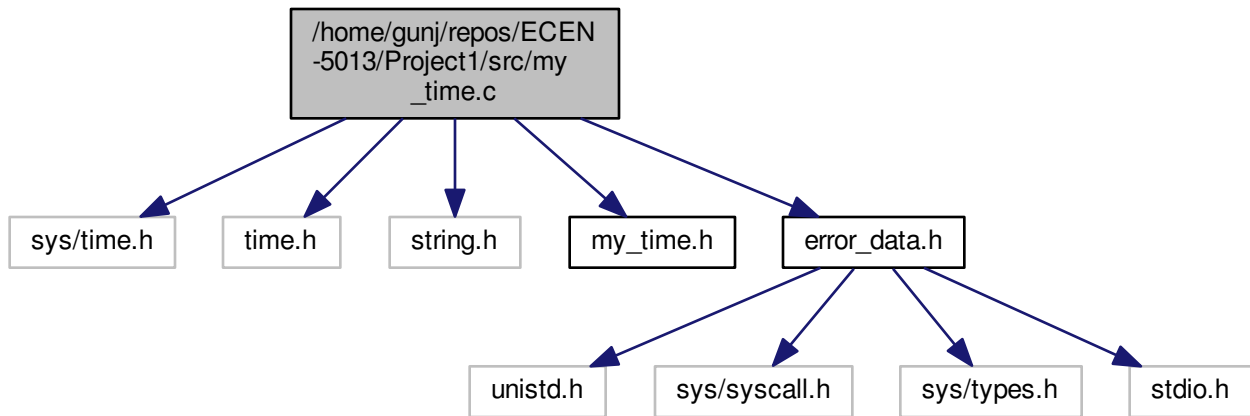 /home/gunj/repos/ECEN
-5013/Project1/src/my
_time.c
sys/time.h
time.h
string.h
my_time.h
error_data.h
unistd.h
sys/syscall.h
sys/types.h
stdio.h